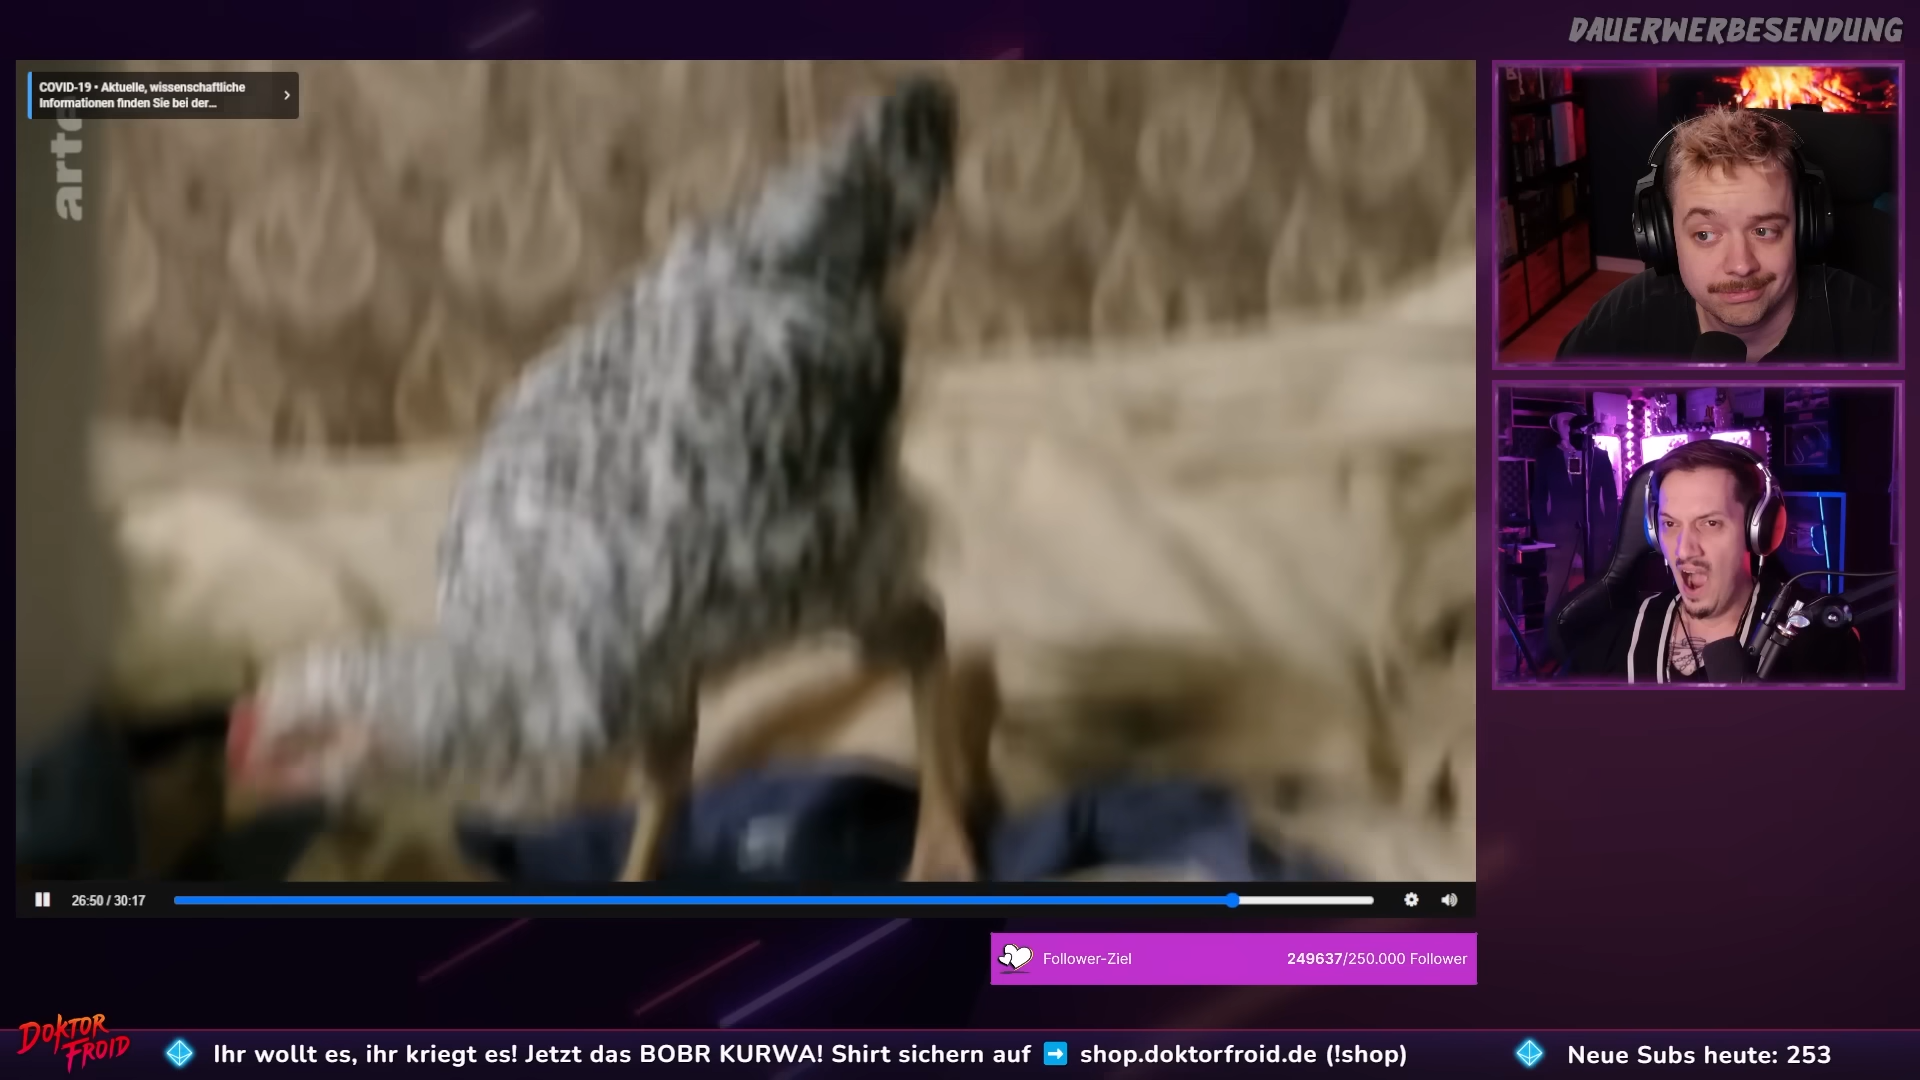 DAUERWERBESENDUNG
COVID-19 • Aktuelle, wissenschaftliche
Informationen finden Sie bei der...
arte
26:50 / 30:17
Follower-Ziel
249637/250.000 Follower
DOKTOR
FROID
Ihr wollt es, ihr kriegt es! Jetzt das BOBR KURWA! Shirt sichern auf ➡ shop.doktorfroid.de (!shop)
Neue Subs heute: 253